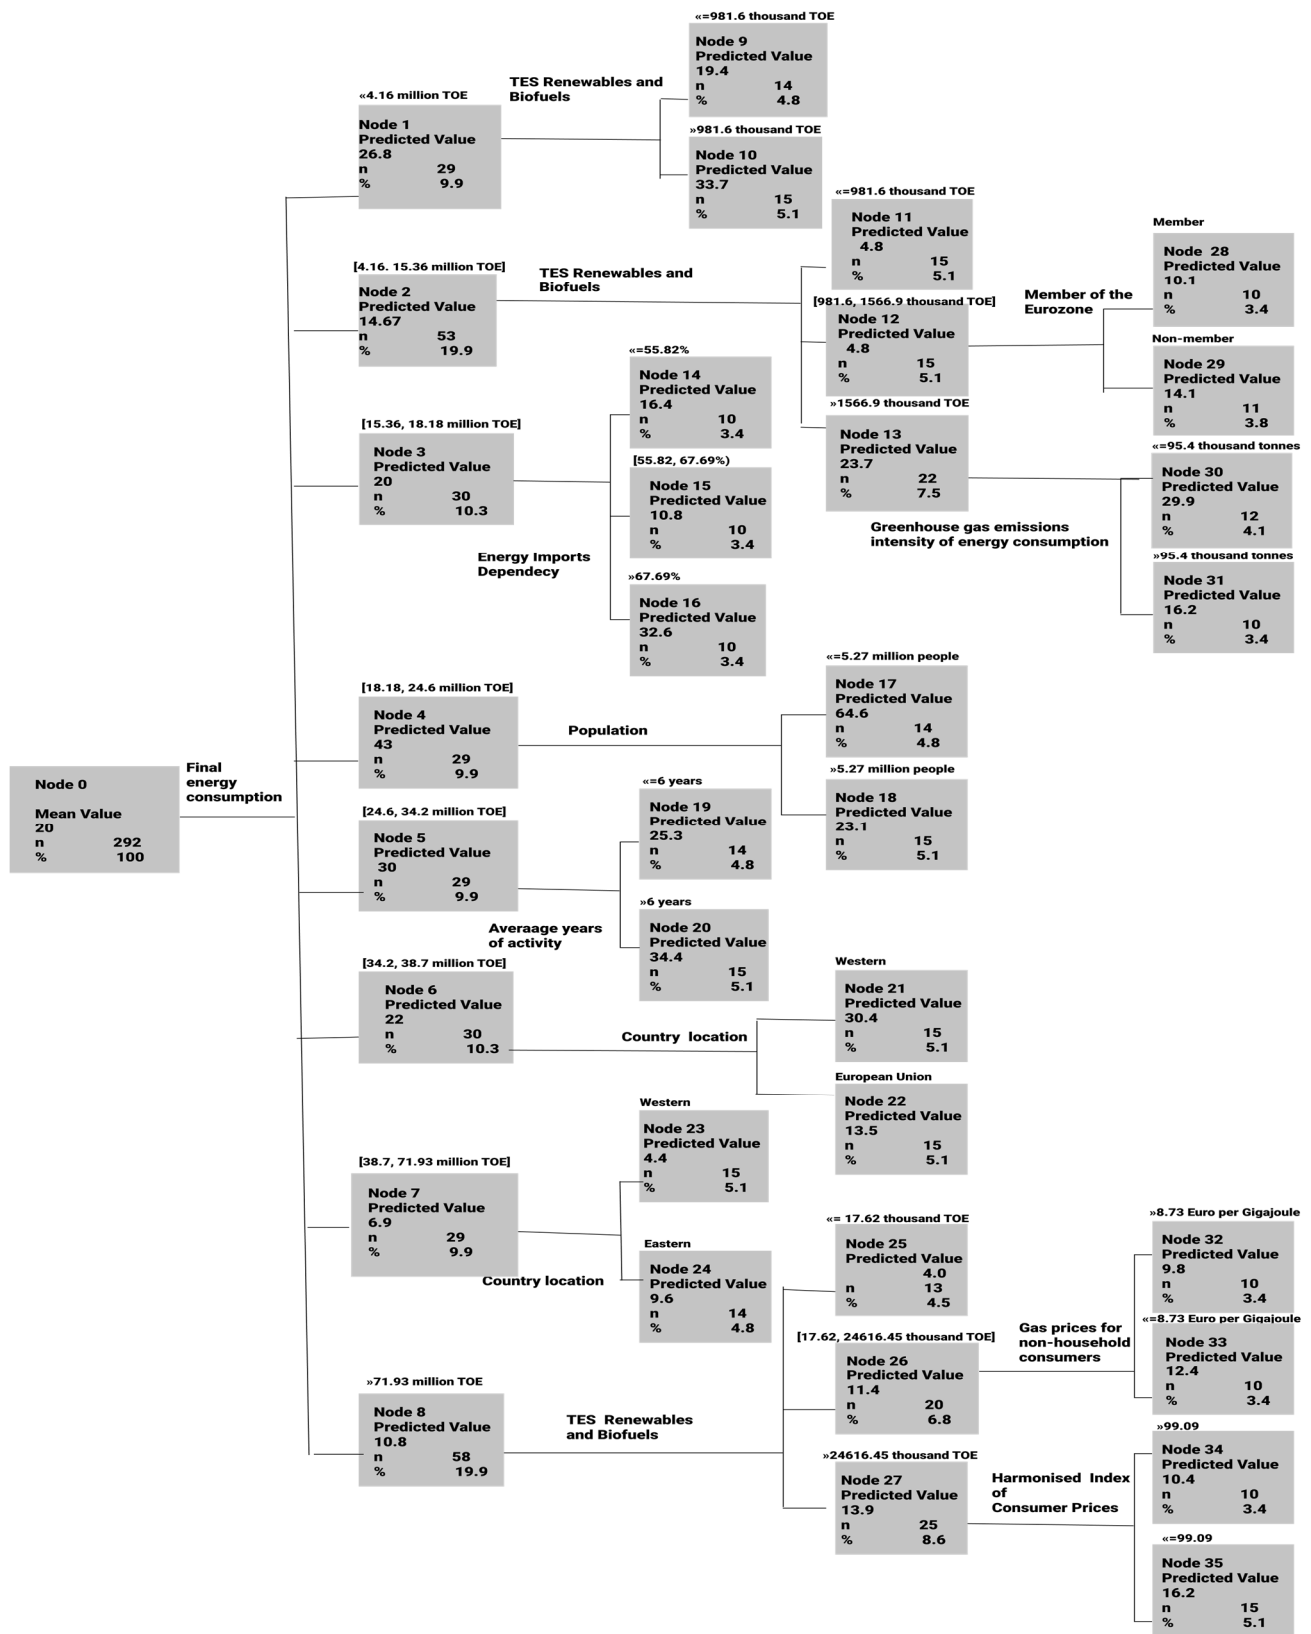 Node 0
Mean Value
20
n 292
% 100
Final
energy
consumption
«4.16 million TOE
Node 1
Predicted Value
26.8
n 29
% 9.9
TES Renewables and
Biofuels
«=981.6 thousand TOE
Node 9
Predicted Value
19.4
n 14
% 4.8
»981.6 thousand TOE
Node 10
Predicted Value
33.7
n 15
% 5.1
[4.16. 15.36 million TOE]
Node 2
Predicted Value
14.67
n 53
% 19.9
TES Renewables and
Biofuels
«=981.6 thousand TOE
Node 11
Predicted Value
4.8
n 15
% 5.1
[981.6, 1566.9 thousand TOE]
Node 12
Predicted Value
4.8
n 15
% 5.1
»1566.9 thousand TOE
Node 13
Predicted Value
23.7
n 22
% 7.5
Member of the
Eurozone
Member
Node 28
Predicted Value
10.1
n 10
% 3.4
Non-member
Node 29
Predicted Value
14.1
n 11
% 3.8
Greenhouse gas emissions
intensity of energy consumption
«=95.4 thousand tonnes
Node 30
Predicted Value
29.9
n 12
% 4.1
»95.4 thousand tonnes
Node 31
Predicted Value
16.2
n 10
% 3.4
[15.36, 18.18 million TOE]
Node 3
Predicted Value
20
n 30
% 10.3
Energy Imports
Dependecy
«=55.82%
Node 14
Predicted Value
16.4
n 10
% 3.4
[55.82, 67.69%)
Node 15
Predicted Value
10.8
n 10
% 3.4
»67.69%
Node 16
Predicted Value
32.6
n 10
% 3.4
[18.18, 24.6 million TOE]
Node 4
Predicted Value
43
n 29
% 9.9
Population
«=5.27 million people
Node 17
Predicted Value
64.6
n 14
% 4.8
»5.27 million people
Node 18
Predicted Value
23.1
n 15
% 5.1
[24.6, 34.2 million TOE]
Node 5
Predicted Value
30
n 29
% 9.9
Averaage years
of activity
«=6 years
Node 19
Predicted Value
25.3
n 14
% 4.8
»6 years
Node 20
Predicted Value
34.4
n 15
% 5.1
[34.2, 38.7 million TOE]
Node 6
Predicted Value
22
n 30
% 10.3
Country location
Western
Node 21
Predicted Value
30.4
n 15
% 5.1
European Union
Node 22
Predicted Value
13.5
n 15
% 5.1
[38.7, 71.93 million TOE]
Node 7
Predicted Value
6.9
n 29
% 9.9
Country location
Western
Node 23
Predicted Value
4.4
n 15
% 5.1
Eastern
Node 24
Predicted Value
9.6
n 14
% 4.8
»71.93 million TOE
Node 8
Predicted Value
10.8
n 58
% 19.9
TES Renewables
and Biofuels
«= 17.62 thousand TOE
Node 25
Predicted Value
4.0
n 13
% 4.5
[17.62, 24616.45 thousand TOE]
Node 26
Predicted Value
11.4
n 20
% 6.8
»24616.45 thousand TOE
Node 27
Predicted Value
13.9
n 25
% 8.6
Gas prices for
non-household
consumers
»8.73 Euro per Gigajoule
Node 32
Predicted Value
9.8
n 10
% 3.4
«=8.73 Euro per Gigajoule
Node 33
Predicted Value
12.4
n 10
% 3.4
Harmonised Index
of
Consumer Prices
»99.09
Node 34
Predicted Value
10.4
n 10
% 3.4
«=99.09
Node 35
Predicted Value
16.2
n 15
% 5.1